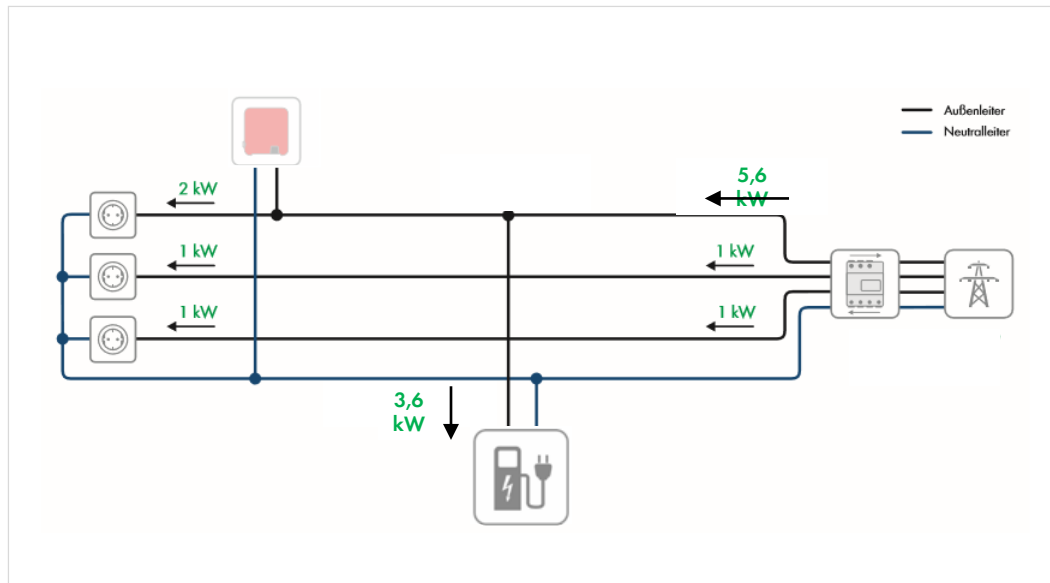 Außenleiter
Neutralleiter
5,6
kW
2 kW
1 kW
1 kW
1 kW
1 kW
3,6
kW